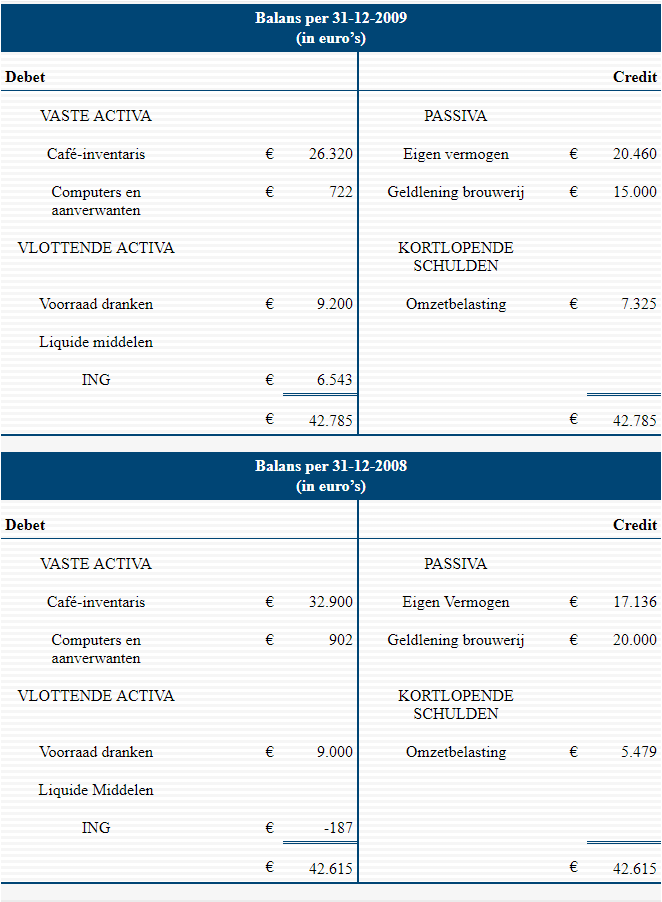 Balans per 31-12-2009
(in euro’s)
Debet Credit
VASTE ACTIVA PASSIVA
Café-inventaris € 26.320 Eigen vermogen € 20.460
Computers en € 722 Geldlening brouwerij € 15.000
aanverwanten
VLOTTENDE ACTIVA KORTLOPENDE
SCHULDEN
Voorraad dranken € 9.200 Omzetbelasting € 7.325
Liquide middelen
ING € 6.543
€ 42.785 € 42.785
Balans per 31-12-2008
(in euro’s)
Debet Credit
VASTE ACTIVA PASSIVA
Café-inventaris € 32.900 Eigen Vermogen € 17.136
Computers en € 902 Geldlening brouwerij € 20.000
aanverwanten
VLOTTENDE ACTIVA KORTLOPENDE
SCHULDEN
Voorraad dranken € 9.000 Omzetbelasting € 5.479
Liquide Middelen
ING € -187
€ 42.615 € 42.615